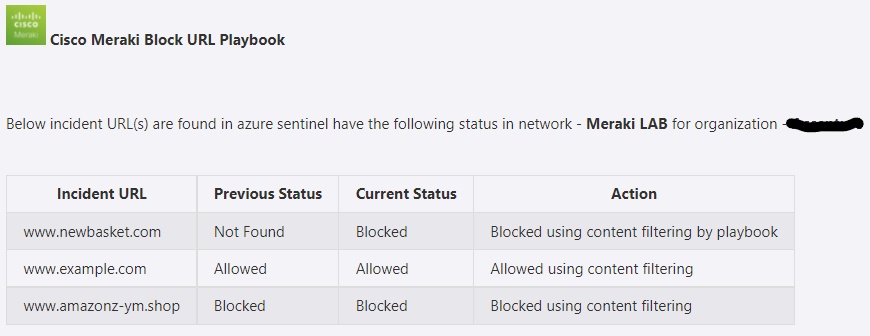 CISCO
Meraki
Cisco Meraki Block URL Playbook
Below incident URL(s) are found in azure sentinel have the following status in network - Meraki LAB for organization -
Incident URL Previous Status Current Status Action
www.newbasket.com Not Found Blocked Blocked using content filtering by playbook
www.example.com Allowed Allowed Allowed using content filtering
www.amazonz-ym.shop Blocked Blocked Blocked using content filtering